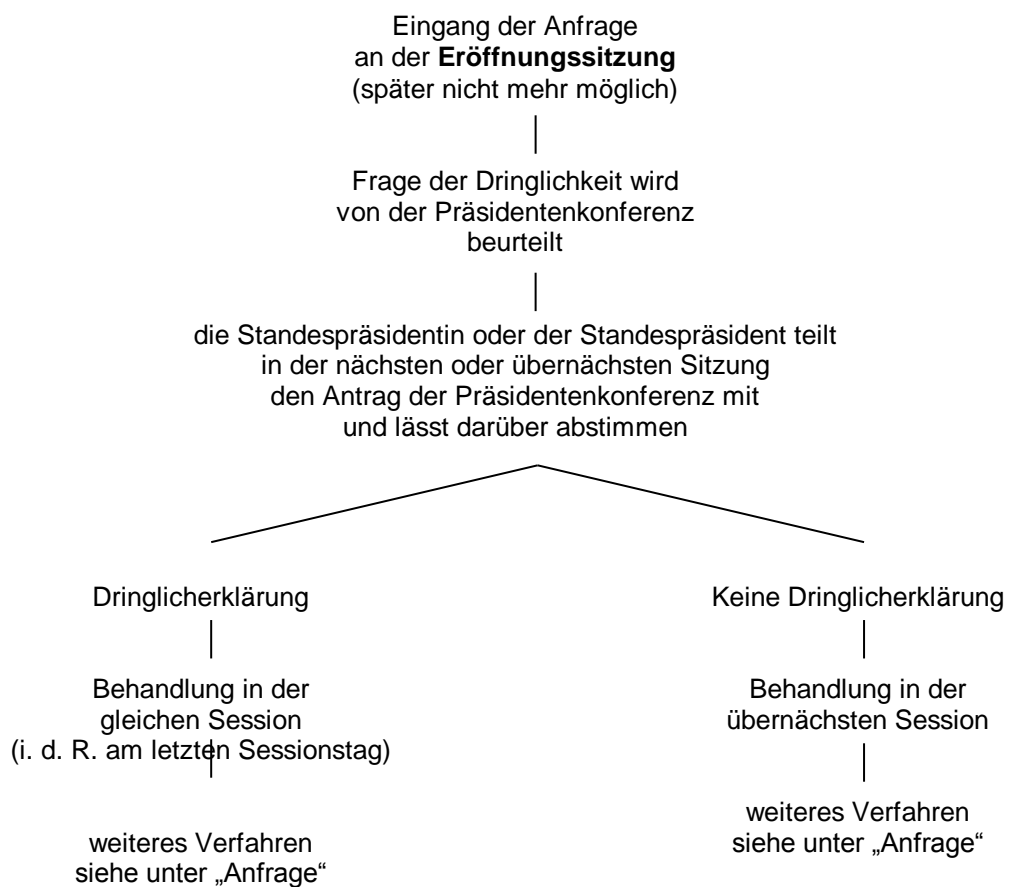 Eingang der Anfrage
an der Eröffnungssitzung
(später nicht mehr möglich)
Frage der Dringlichkeit wird
von der Präsidentenkonferenz
beurteilt
die Standespräsidentin oder der Standespräsident teilt
in der nächsten oder übernächsten Sitzung
den Antrag der Präsidentenkonferenz mit
und lässt darüber abstimmen
Dringlicherklärung
Behandlung in der
gleichen Session
(i. d. R. am letzten Sessionstag)
weiteres Verfahren
siehe unter „Anfrage“
Keine Dringlicherklärung
Behandlung in der
übernächsten Session
weiteres Verfahren
siehe unter „Anfrage“